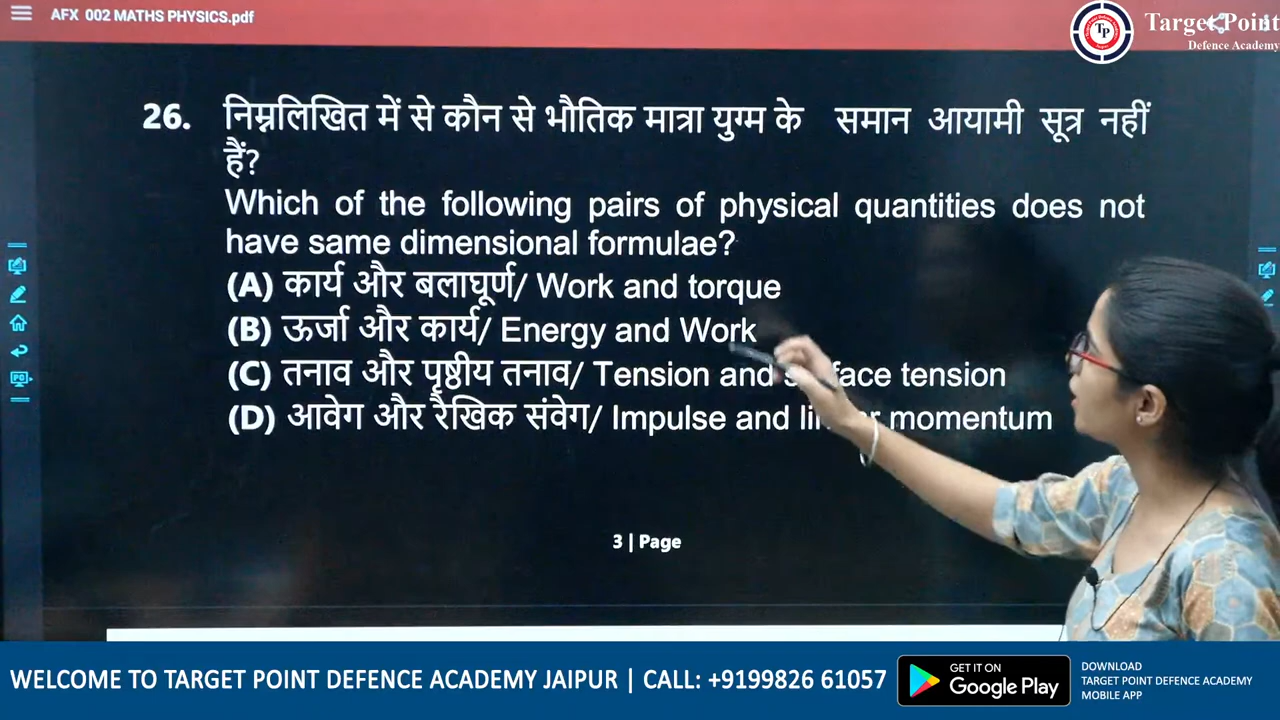 AFX 002 MATHS PHYSICS.pdf
Target Point
Defence Academy
TP
26. निम्नलिखित में से कौन से भौतिक मात्रा युग्म के समान आयामी सूत्र नहीं
हैं?
Which of the following pairs of physical quantities does not
have same dimensional formulae?
(A) कार्य और बलाघूर्ण/ Work and torque
(B) ऊर्जा और कार्य/ Energy and Work
(C) तनाव और पृष्ठीय तनाव/ Tension and surface tension
(D) आवेग और रैखिक संवेग/ Impulse and linear momentum
3 | Page
WELCOME TO TARGET POINT DEFENCE ACADEMY JAIPUR | CALL: +9199826 61057
GET IT ON
Google Play
DOWNLOAD
TARGET POINT DEFENCE ACADEMY
MOBILE APP